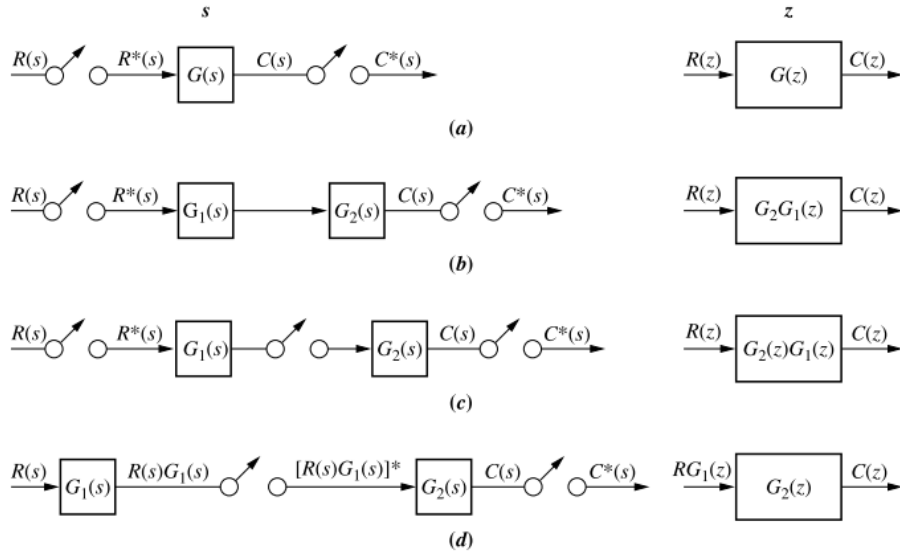 s z
R(s) R*(s) G(s) C(s) C*(s) R(z) G(z) C(z)
(a)
R(s) R*(s) G₁(s) G₂(s) C(s) C*(s) R(z) G₂G₁(z) C(z)
(b)
R(s) R*(s) G₁(s) G₂(s) C(s) C*(s) R(z) G₂(z)G₁(z) C(z)
(c)
R(s) G₁(s) R(s)G₁(s) [R(s)G₁(s)]* G₂(s) C(s) C*(s) RG₁(z) G₂(z) C(z)
(d)